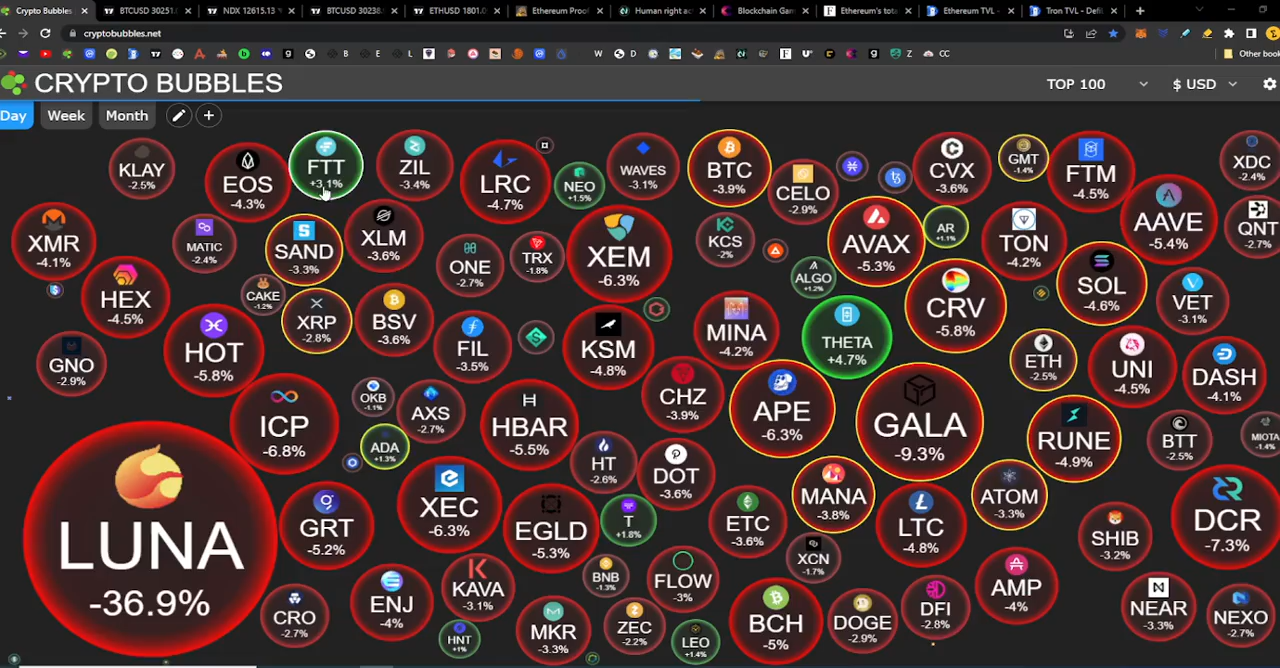 Crypto Bubbles
BTCUSD 30251.
NDX 12615.13
BTCUSD 30238.
ETHUSD 1801.0
Ethereum Proof
Human right ac
Blockchain Gam
Ethereum's tota
Ethereum TVL -
Tron TVL - Defil
cryptobubbles.net
B
E
L
W
D
Z
CC
Other book
CRYPTO BUBBLES
TOP 100
$ USD
Day
Week
Month
KLAY
-2.5%
EOS
-4.3%
FTT
+3.1%
ZIL
-3.4%
LRC
-4.7%
NEO
+1.5%
WAVES
-3.1%
BTC
-3.9%
CELO
-2.9%
CVX
-3.6%
GMT
-1.4%
FTM
-4.5%
XDC
-2.4%
XMR
-4.1%
MATIC
-2.4%
SAND
-3.3%
XLM
-3.6%
ONE
-2.7%
TRX
-1.8%
XEM
-6.3%
KCS
-2%
AVAX
-5.3%
AR
+1.1%
TON
-4.2%
AAVE
-5.4%
QNT
-2.7%
HEX
-4.5%
CAKE
-1.2%
XRP
-2.8%
BSV
-3.6%
FIL
-3.5%
KSM
-4.8%
ALGO
+1.2%
MINA
-4.2%
THETA
+4.7%
CRV
-5.8%
SOL
-4.6%
VET
-3.1%
GNO
-2.9%
HOT
-5.8%
ETH
-2.5%
UNI
-4.5%
DASH
-4.1%
ICP
-6.8%
OKB
-1.1%
AXS
-2.7%
ADA
+1.3%
HBAR
-5.5%
CHZ
-3.9%
APE
-6.3%
GALA
-9.3%
RUNE
-4.9%
BTT
-2.5%
MIOTA
-1.4%
LUNA
-36.9%
GRT
-5.2%
XEC
-6.3%
HT
-2.6%
DOT
-3.6%
MANA
-3.8%
ATOM
-3.3%
EGLD
-5.3%
T
+1.8%
ETC
-3.6%
LTC
-4.8%
SHIB
-3.2%
DCR
-7.3%
XCN
-1.7%
CRO
-2.7%
ENJ
-4%
KAVA
-3.1%
BNB
-1.3%
FLOW
-3%
AMP
-4%
HNT
+1%
MKR
-3.3%
ZEC
-2.2%
LEO
+1.4%
BCH
-5%
DOGE
-2.9%
DFI
-2.8%
NEAR
-3.3%
NEXO
-2.7%